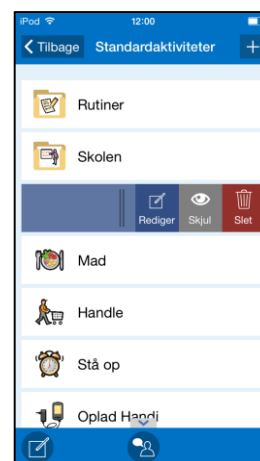 iPod 12:00
Tilbage Standardaktiviteter +
Rutiner
Skolen
Rediger Skjul Slet
Mad
Handle
Stå op
Oplad Handi